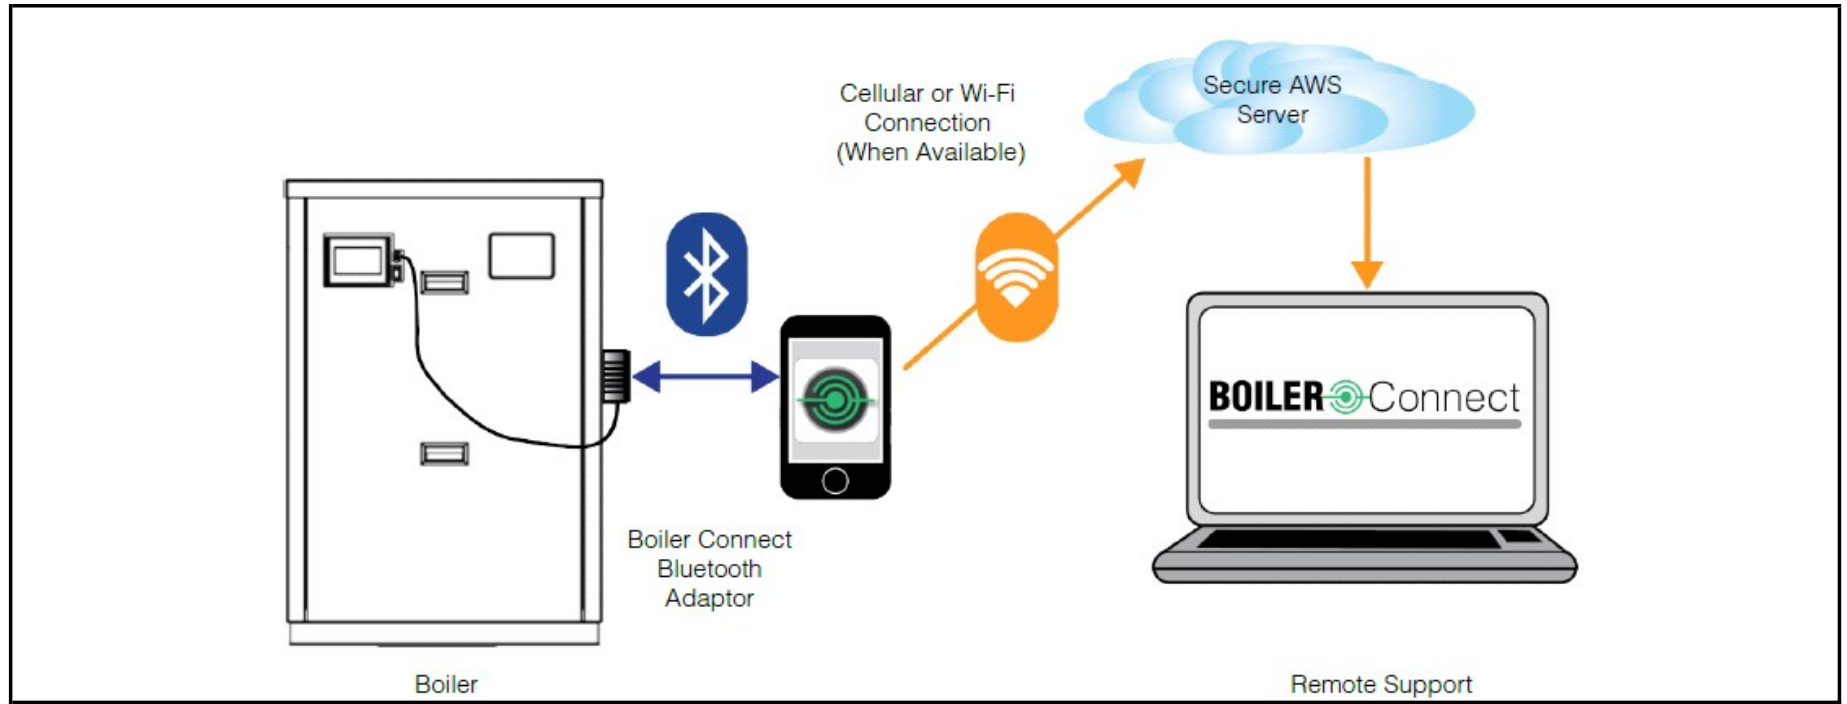 Cellular or Wi-Fi
Connection
(When Available)
Secure AWS
Server
BOILER Connect
Boiler Connect
Bluetooth
Adaptor
Boiler
Remote Support